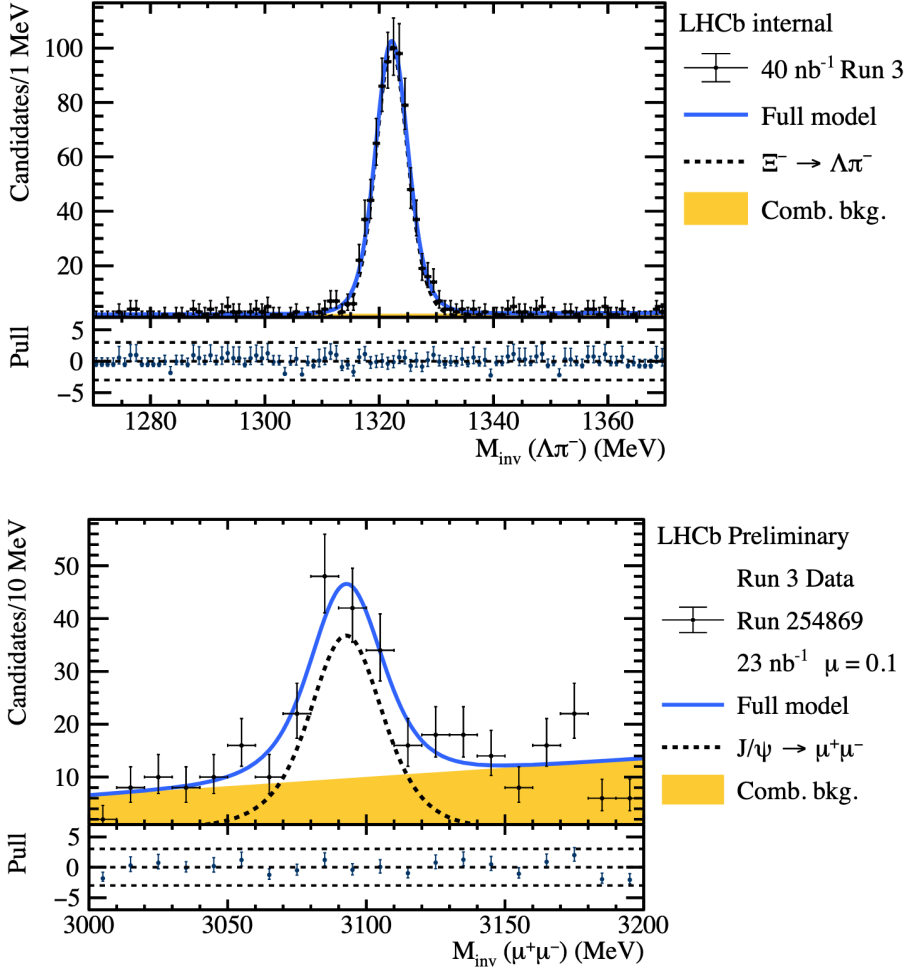 Candidates/1 MeV
100
80
60
40
20
Pull
5
0
−5
1280 1300 1320 1340 1360
M_inv (Λπ⁻) (MeV)
LHCb internal
40 nb⁻¹ Run 3
Full model
Ξ⁻ → Λπ⁻
Comb. bkg.
Candidates/10 MeV
50
40
30
20
10
Pull
5
0
−5
3000 3050 3100 3150 3200
M_inv (μ⁺μ⁻) (MeV)
LHCb Preliminary
Run 3 Data
Run 254869
23 nb⁻¹ μ = 0.1
Full model
J/ψ → μ⁺μ⁻
Comb. bkg.